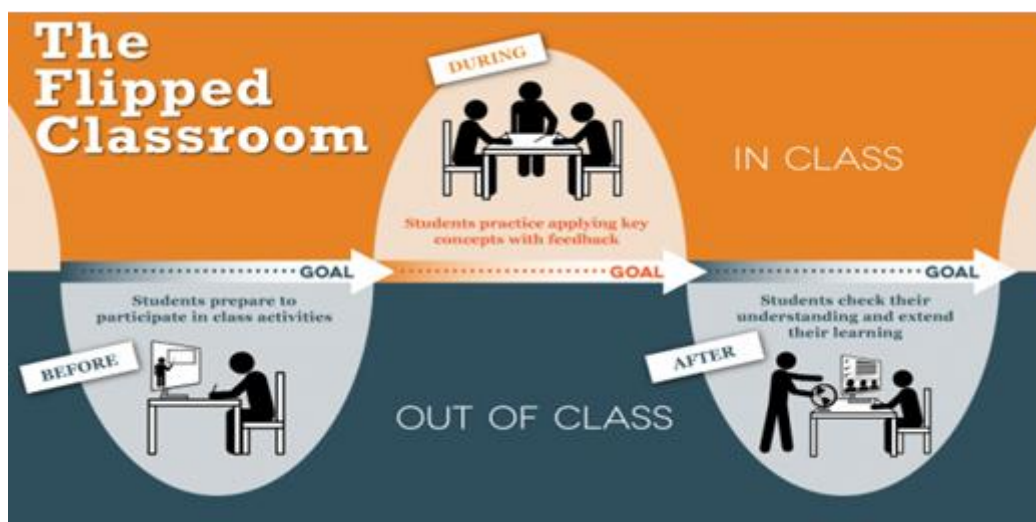 The
Flipped
Classroom
DURING
IN CLASS
Students practice applying key
concepts with feedback
GOAL
GOAL
GOAL
Students prepare to
participate in class activities
BEFORE
OUT OF CLASS
Students check their
understanding and extend
their learning
AFTER